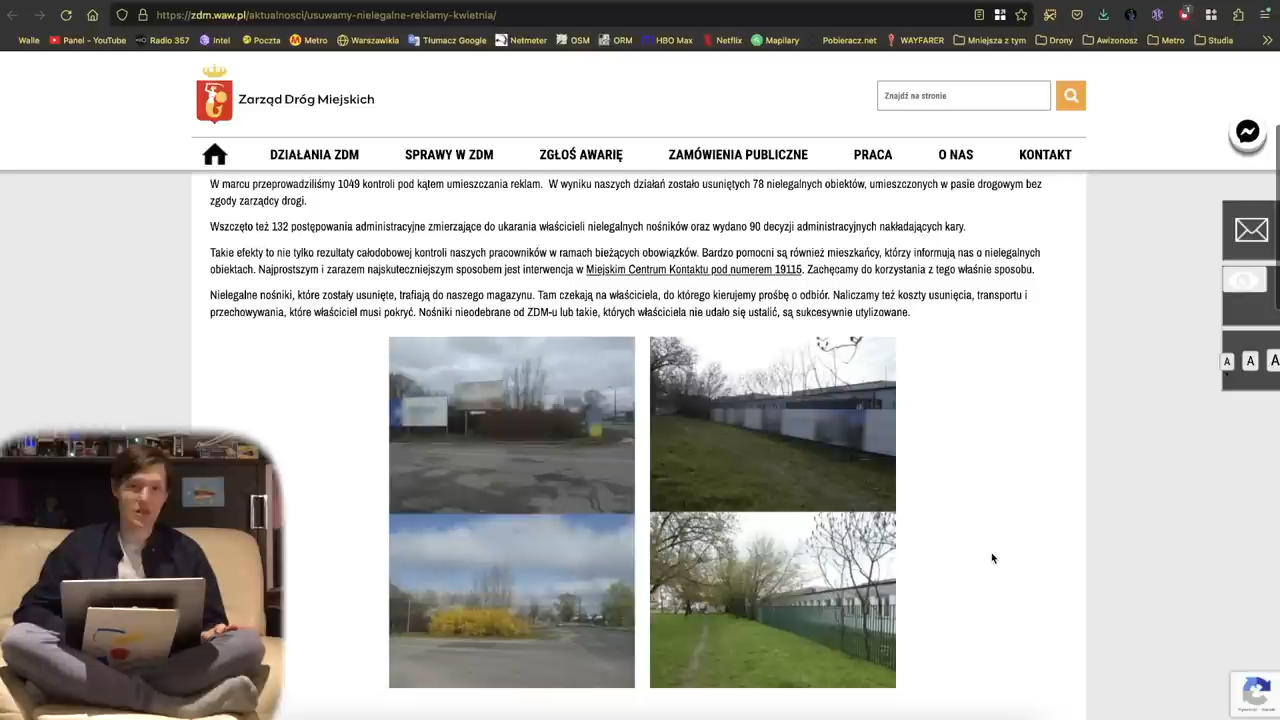 https://zdm.waw.pl/aktualnosci/usuwamy-nielegalne-reklamy-kwietnia/
Walle Panel - YouTube Radio 357 Intel Poczta Metro Warszawikia Tłumacz Google Netmeter OSM ORM HBO Max Netflix Mapilary Pobieracz.net WAYFARER Mniejsza z tym Drony Awizonosz Metro Studia
Zarząd Dróg Miejskich
Znajdź na stronie
DZIAŁANIA ZDM SPRAWY W ZDM ZGŁOŚ AWARIĘ ZAMÓWIENIA PUBLICZNE PRACA O NAS KONTAKT
W marcu przeprowadziliśmy 1049 kontroli pod kątem umieszczania reklam. W wyniku naszych działań zostało usuniętych 78 nielegalnych obiektów, umieszczonych w pasie drogowym bez
zgody zarządcy drogi.
Wszczęto też 132 postępowania administracyjne zmierzające do ukarania właścicieli nielegalnych nośników oraz wydano 90 decyzji administracyjnych nakładających kary.
Takie efekty to nie tylko rezultaty całodobowej kontroli naszych pracowników w ramach bieżących obowiązków. Bardzo pomocni są również mieszkańcy, którzy informują nas o nielegalnych
obiektach. Najprostszym i zarazem najskuteczniejszym sposobem jest interwencja w Miejskim Centrum Kontaktu pod numerem 19115. Zachęcamy do korzystania z tego właśnie sposobu.
Nielegalne nośniki, które zostały usunięte, trafiają do naszego magazynu. Tam czekają na właściciela, do którego kierujemy prośbę o odbiór. Naliczamy też koszty usunięcia, transportu i
przechowywania, które właściciel musi pokryć. Nośniki nieodebrane od ZDM-u lub takie, których właściciela nie udało się ustalić, są sukcesywnie utylizowane.
A A A